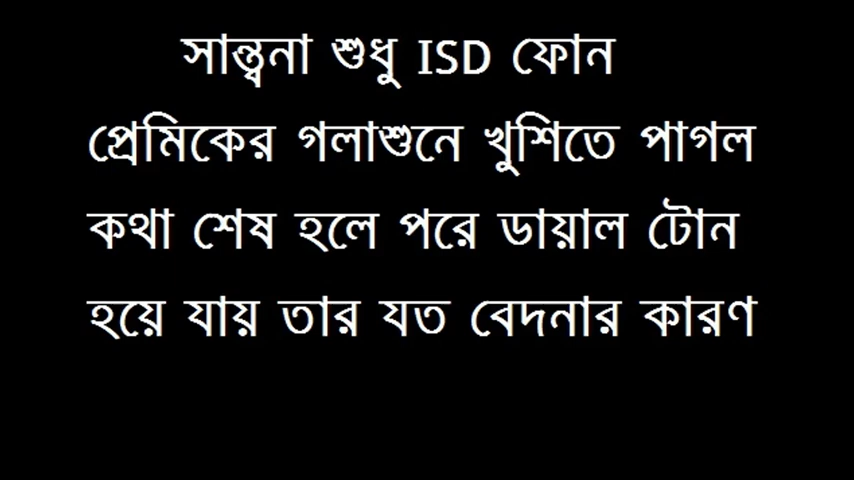 সান্ত্বনা শুধু ISD ফোন
প্রেমিকের গলাশুনে খুশিতে পাগল
কথা শেষ হলে পরে ডায়াল টোন
হয়ে যায় তার যত বেদনার কারণ